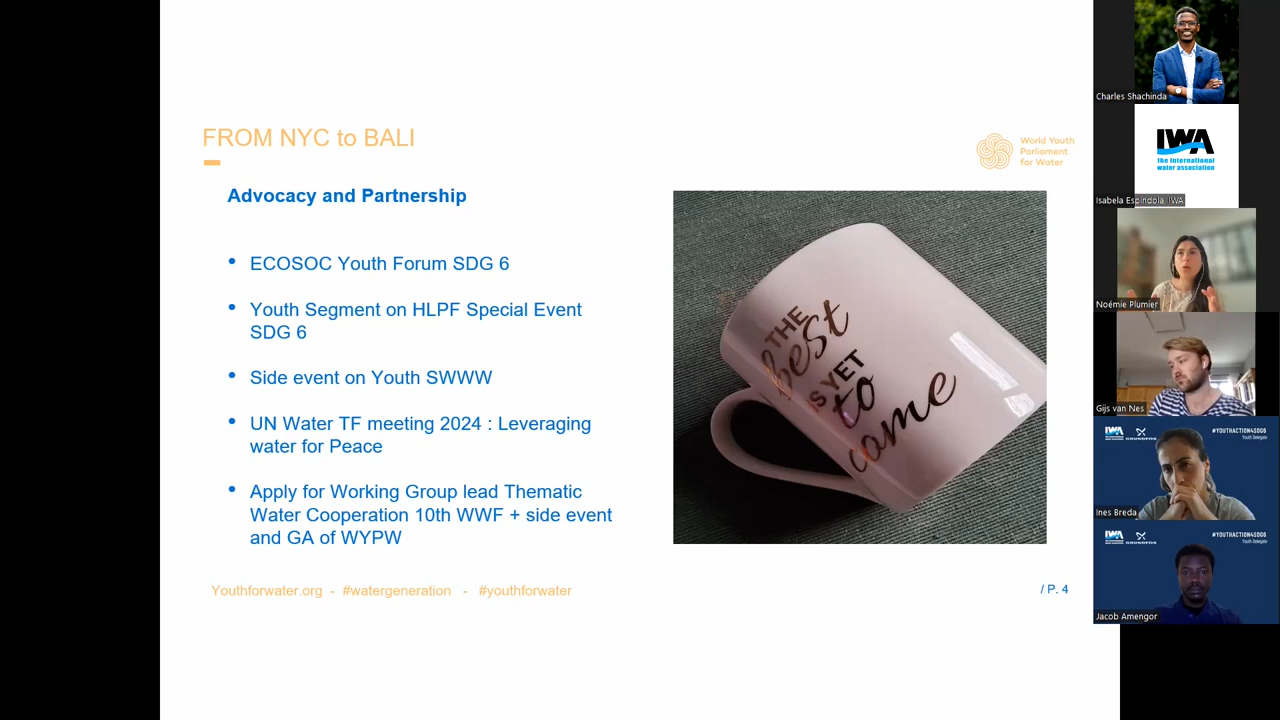 FROM NYC to BALI
World Youth
Parliament
for Water
Advocacy and Partnership
• ECOSOC Youth Forum SDG 6
• Youth Segment on HLPF Special Event
SDG 6
• Side event on Youth SWWW
• UN Water TF meeting 2024 : Leveraging
water for Peace
• Apply for Working Group lead Thematic
Water Cooperation 10th WWF + side event
and GA of WYPW
THE
best
IS YET
to
come
Youthforwater.org - #watergeneration - #youthforwater
/ P. 4
Charles Shachinda
IWA
the international
water association
Isabela Espindola, IWA
Noémie Plumier
Gijs van Nes
IWA GRUNDFOS
#YOUTHACTION4SDG6
Youth Delegate
Ines Breda
IWA GRUNDFOS
#YOUTHACTION4SDG6
Youth Delegate
Jacob Amengor